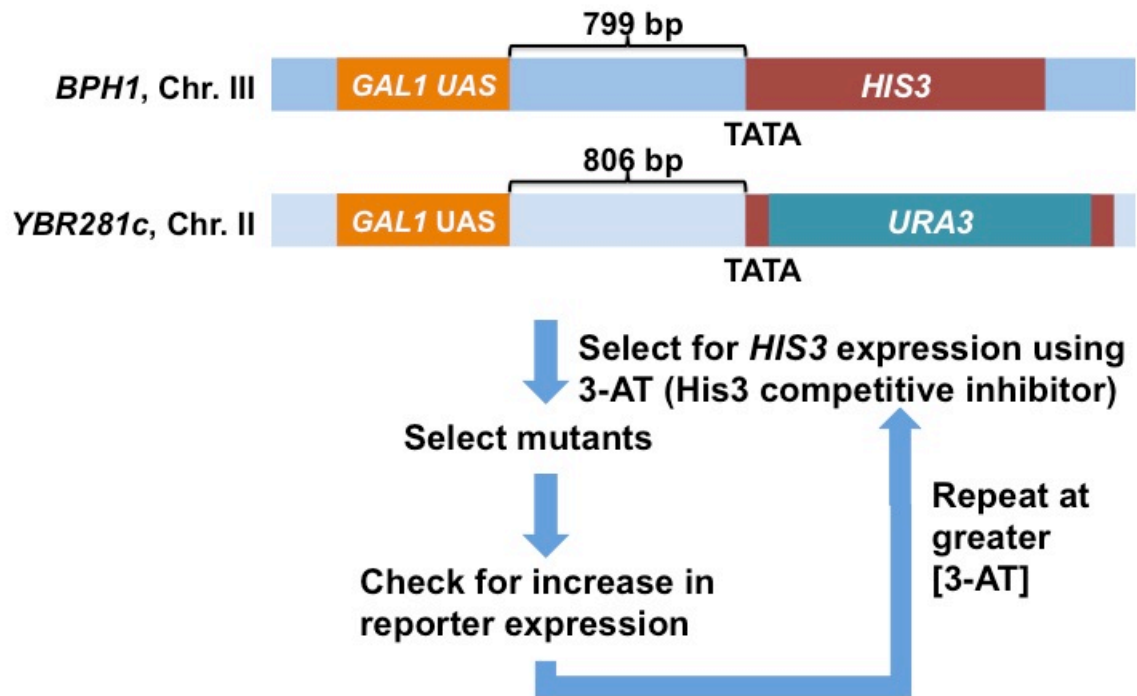 799 bp
BPH1, Chr. III
GAL1 UAS
HIS3
TATA
806 bp
YBR281c, Chr. II
GAL1 UAS
URA3
TATA
Select for HIS3 expression using
3-AT (His3 competitive inhibitor)
Select mutants
Check for increase in
reporter expression
Repeat at
greater
[3-AT]